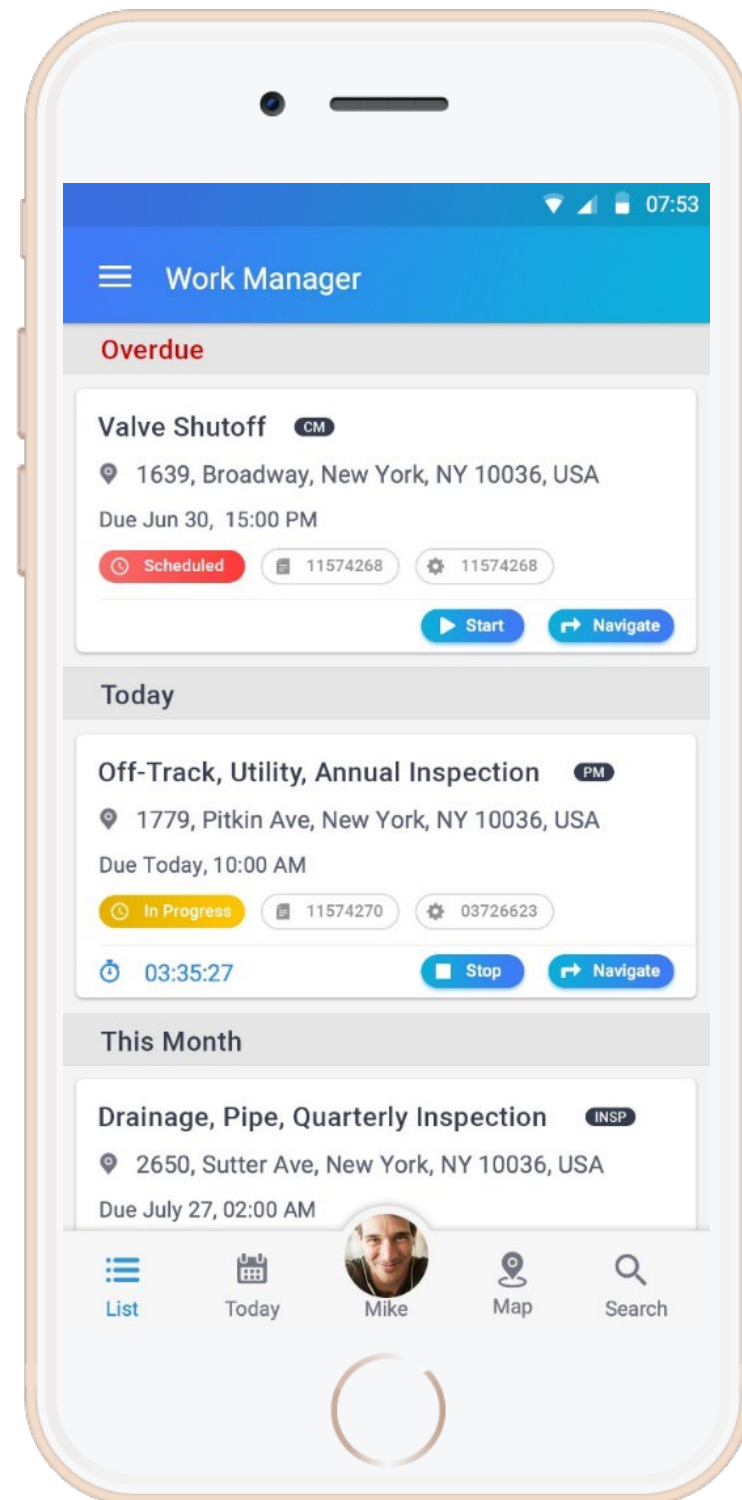 07:53
Work Manager
Overdue
Valve Shutoff CM
1639, Broadway, New York, NY 10036, USA
Due Jun 30, 15:00 PM
Scheduled 11574268 11574268
Start Navigate
Today
Off-Track, Utility, Annual Inspection PM
1779, Pitkin Ave, New York, NY 10036, USA
Due Today, 10:00 AM
In Progress 11574270 03726623
03:35:27 Stop Navigate
This Month
Drainage, Pipe, Quarterly Inspection INSP
2650, Sutter Ave, New York, NY 10036, USA
Due July 27, 02:00 AM
List Today Mike Map Search